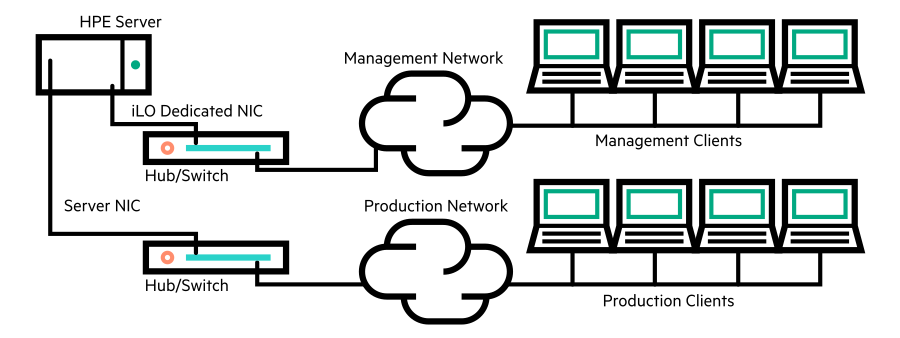 HPE Server
Management Network
iLO Dedicated NIC
Management Clients
Hub/Switch
Server NIC
Production Network
Hub/Switch
Production Clients